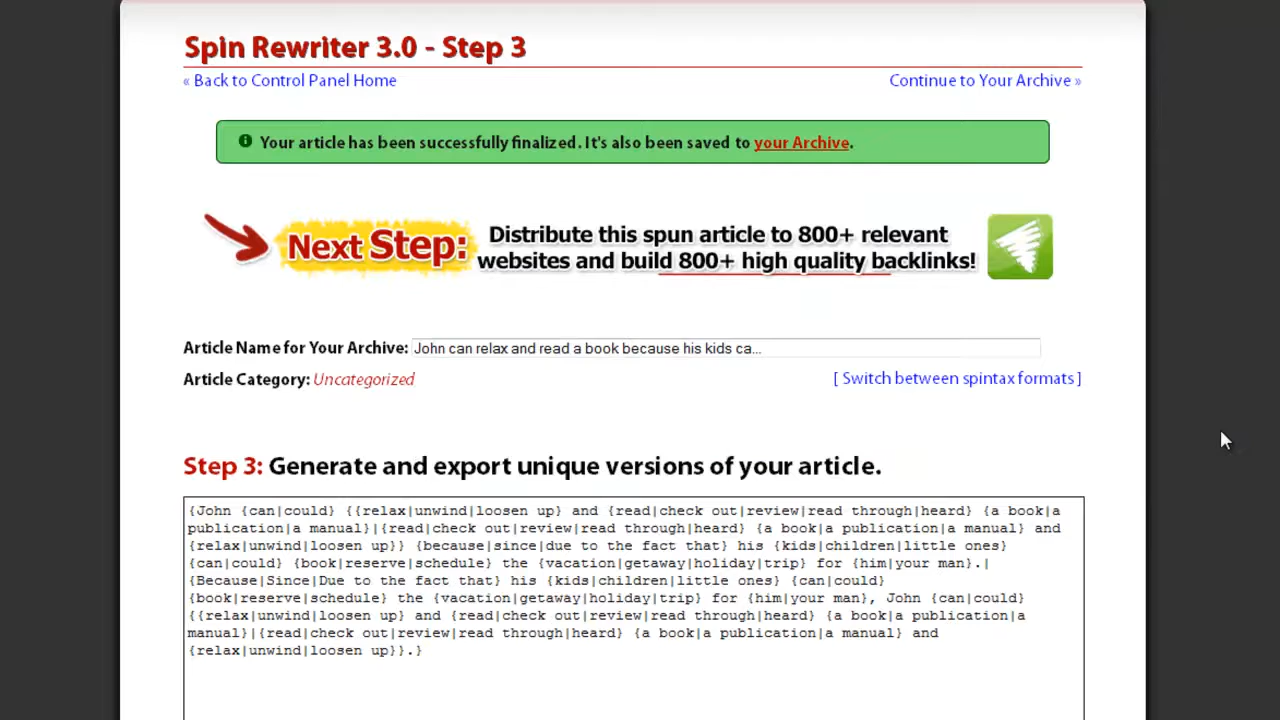 Spin Rewriter 3.0 - Step 3
« Back to Control Panel Home
Continue to Your Archive »
Your article has been successfully finalized. It's also been saved to your Archive.
Next Step:
Distribute this spun article to 800+ relevant
websites and build 800+ high quality backlinks!
Article Name for Your Archive: John can relax and read a book because his kids ca...
Article Category: Uncategorized
[ Switch between spintax formats ]
Step 3: Generate and export unique versions of your article.
{John {can|could} {{relax|unwind|loosen up} and {read|check out|review|read through|heard} {a book|a
publication|a manual}|{read|check out|review|read through|heard} {a book|a publication|a manual} and
{relax|unwind|loosen up}} {because|since|due to the fact that} his {kids|children|little ones}
{can|could} {book|reserve|schedule} the {vacation|getaway|holiday|trip} for {him|your man}.|
{Because|Since|Due to the fact that} his {kids|children|little ones} {can|could}
{book|reserve|schedule} the {vacation|getaway|holiday|trip} for {him|your man}, John {can|could}
{{relax|unwind|loosen up} and {read|check out|review|read through|heard} {a book|a publication|a
manual}|{read|check out|review|read through|heard} {a book|a publication|a manual} and
{relax|unwind|loosen up}}.}